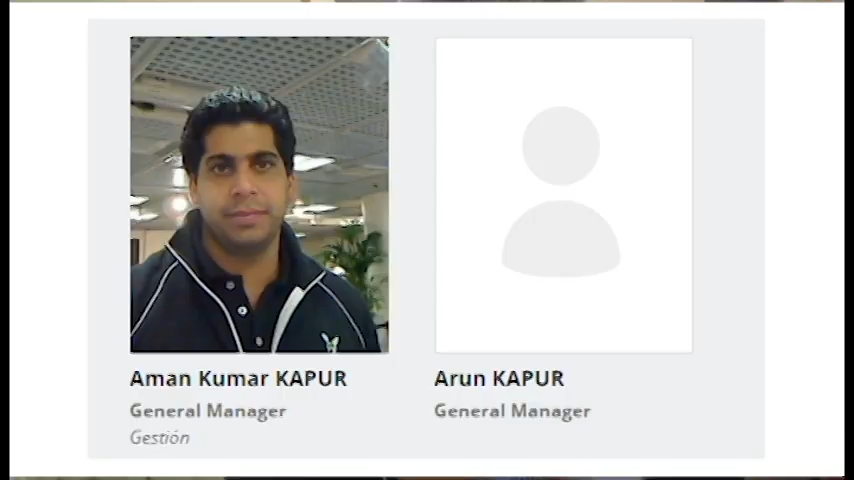 Aman Kumar KAPUR
General Manager
Gestión
Arun KAPUR
General Manager